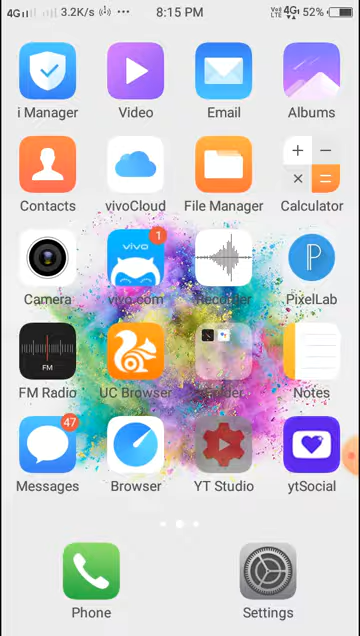 4G 3.2K/s ··· 8:15 PM VoLTE 4G 52%
i Manager Video Email Albums
Contacts vivoCloud File Manager Calculator
vivo 1 P
Camera vivo.com Recorder PixelLab
FM
FM Radio UC Browser Folder Notes
47
Messages Browser YT Studio ytSocial
Phone Settings